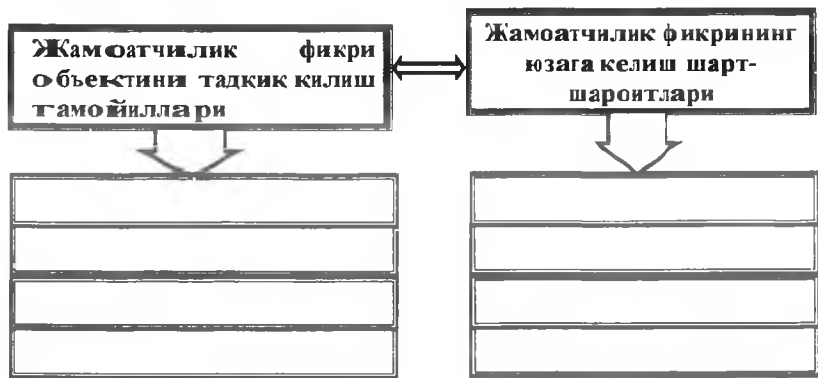 Жамоатчилик фикри
объектини тадқиқ қилиш
тамойиллари
Жамоатчилик фикрининг
юзага келиш шарт-
шароитлари